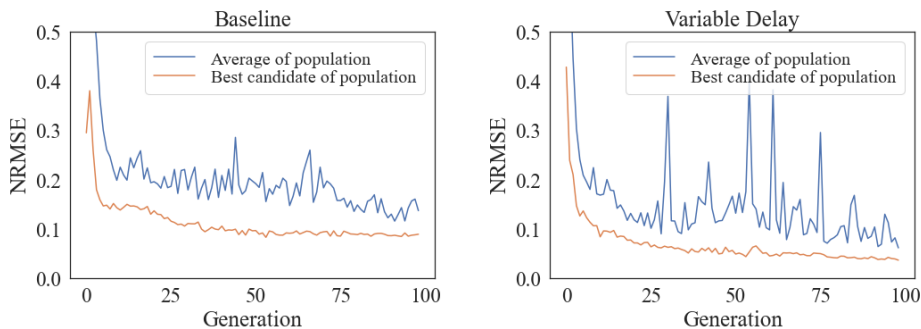 Baseline
NRMSE
0.5
0.4
0.3
0.2
0.1
0.0
Average of population
Best candidate of population
0
25
50
75
100
Generation
Variable Delay
NRMSE
0.5
0.4
0.3
0.2
0.1
0.0
Average of population
Best candidate of population
0
25
50
75
100
Generation